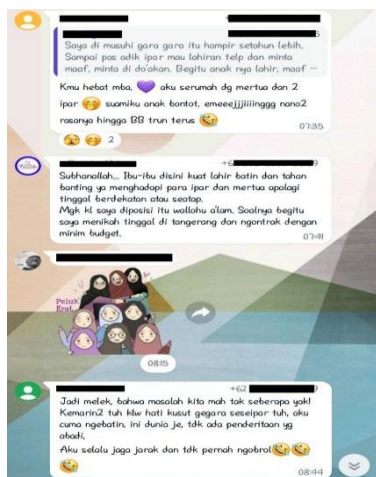 5
Saya di musuhi gara gara itu hampir setahun lebih.
Sampai pas adik ipar mau lahiran telp dan minta
maaf, minta di do'akan. Begitu anak nya lahir, maaf ...
Kmu hebat mba, 💜 aku berseru dg mertua dan 2
ipar 🤭 suamiku anak bontot, emeeejjjiiiinggg nano2
rasanya hingga BB trun terus 🤣
07.35
2
+6 9
Subhanallah... Ibu-ibu disini kuat lahir batin dan tahan
banting ya menghadapi para ipar dan mertua apalagi
tinggal berdekatan atau seatap.
Mgk kl saya diposisi itu wallohu a'lam. Soalnya begitu
saya menikah tinggal di tangerang dan ngontrak dengan
minim budget.
07.41
Peluk
Erat
08.15
+62
Jadi melek, bahwa masalah kita mah tak seberapa yak!
Kemarin2 tuh klw hati kusut gegara seseipar tuh, aku
cuma ngebatin, ini dunia je, tdk ada penderitaan yg
abadi,
Aku selalu jaga jarak dan tdk pernah ngobrol🤣🤣
🤣
08.44